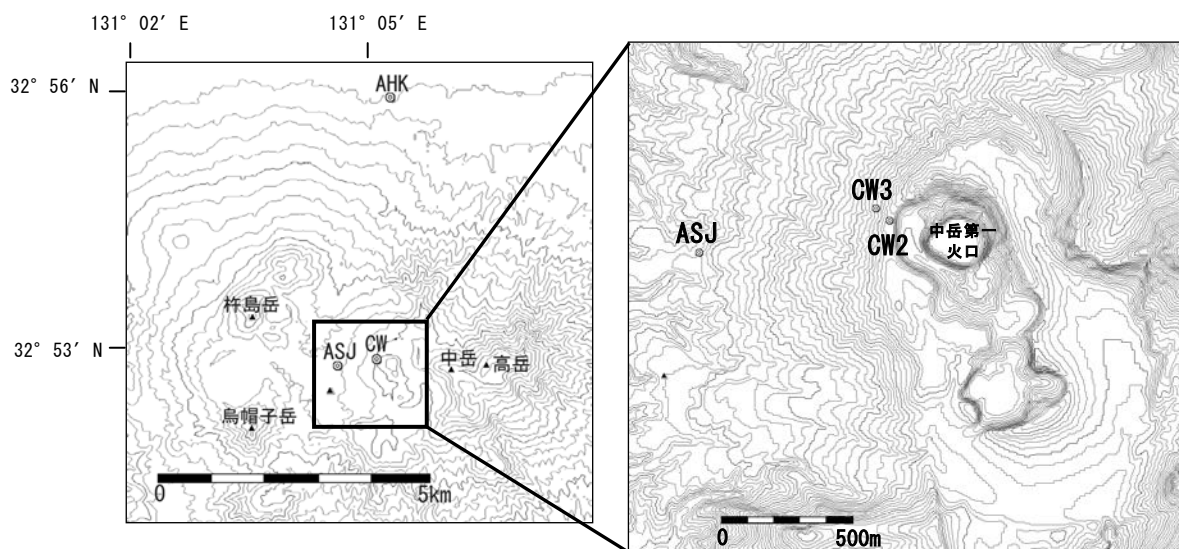 131° 02′ E
131° 05′ E
32° 56′ N
AHK
杵島岳
32° 53′ N
ASJ
CW
中岳
高岳
烏帽子岳
0
5km
CW3
CW2
中岳第一
火口
ASJ
0
500m